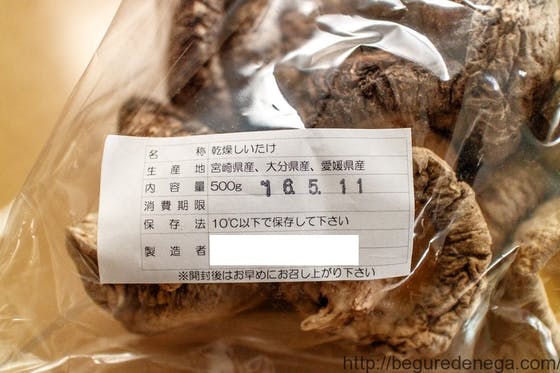 名称 乾燥しいたけ
生産地 宮崎県産、大分県産、愛媛県産
内容量 500g
消費期限 '16.5.11
保存法 10℃以下で保存して下さい
製造者
※開封後はお早めにお召し上がり下さい
http://beguredenega.com/